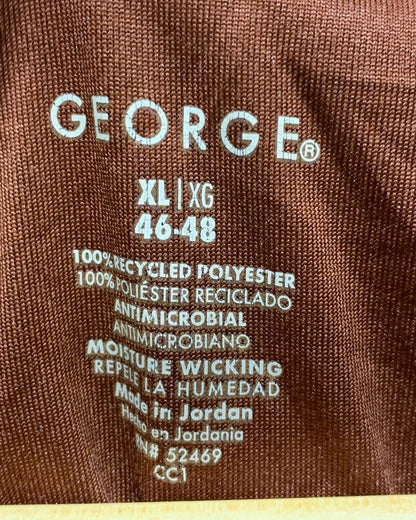 GEORGE®
XL|XG
46-48
100% RECYCLED POLYESTER
100% POLIÉSTER RECICLADO
ANTIMICROBIAL
ANTIMICROBIANO
MOISTURE WICKING
REPELE LA HUMEDAD
Made in Jordan
Hecho en Jordania
RN# 52469
CC1